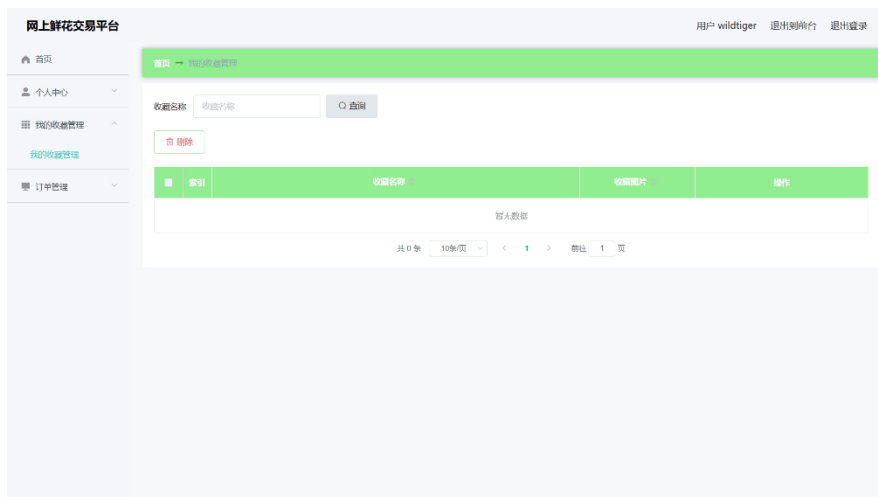 网上鲜花交易平台
用户 wildtiger 退出到前台 退出登录
首页
首页 → 我的收藏管理
个人中心
收藏名称 收藏名称 查询
我的收藏管理
删除
我的收藏管理
索引 收藏名称 收藏图片 操作
订单管理
暂无数据
共 0 条 10条/页 < 1 > 前往 1 页